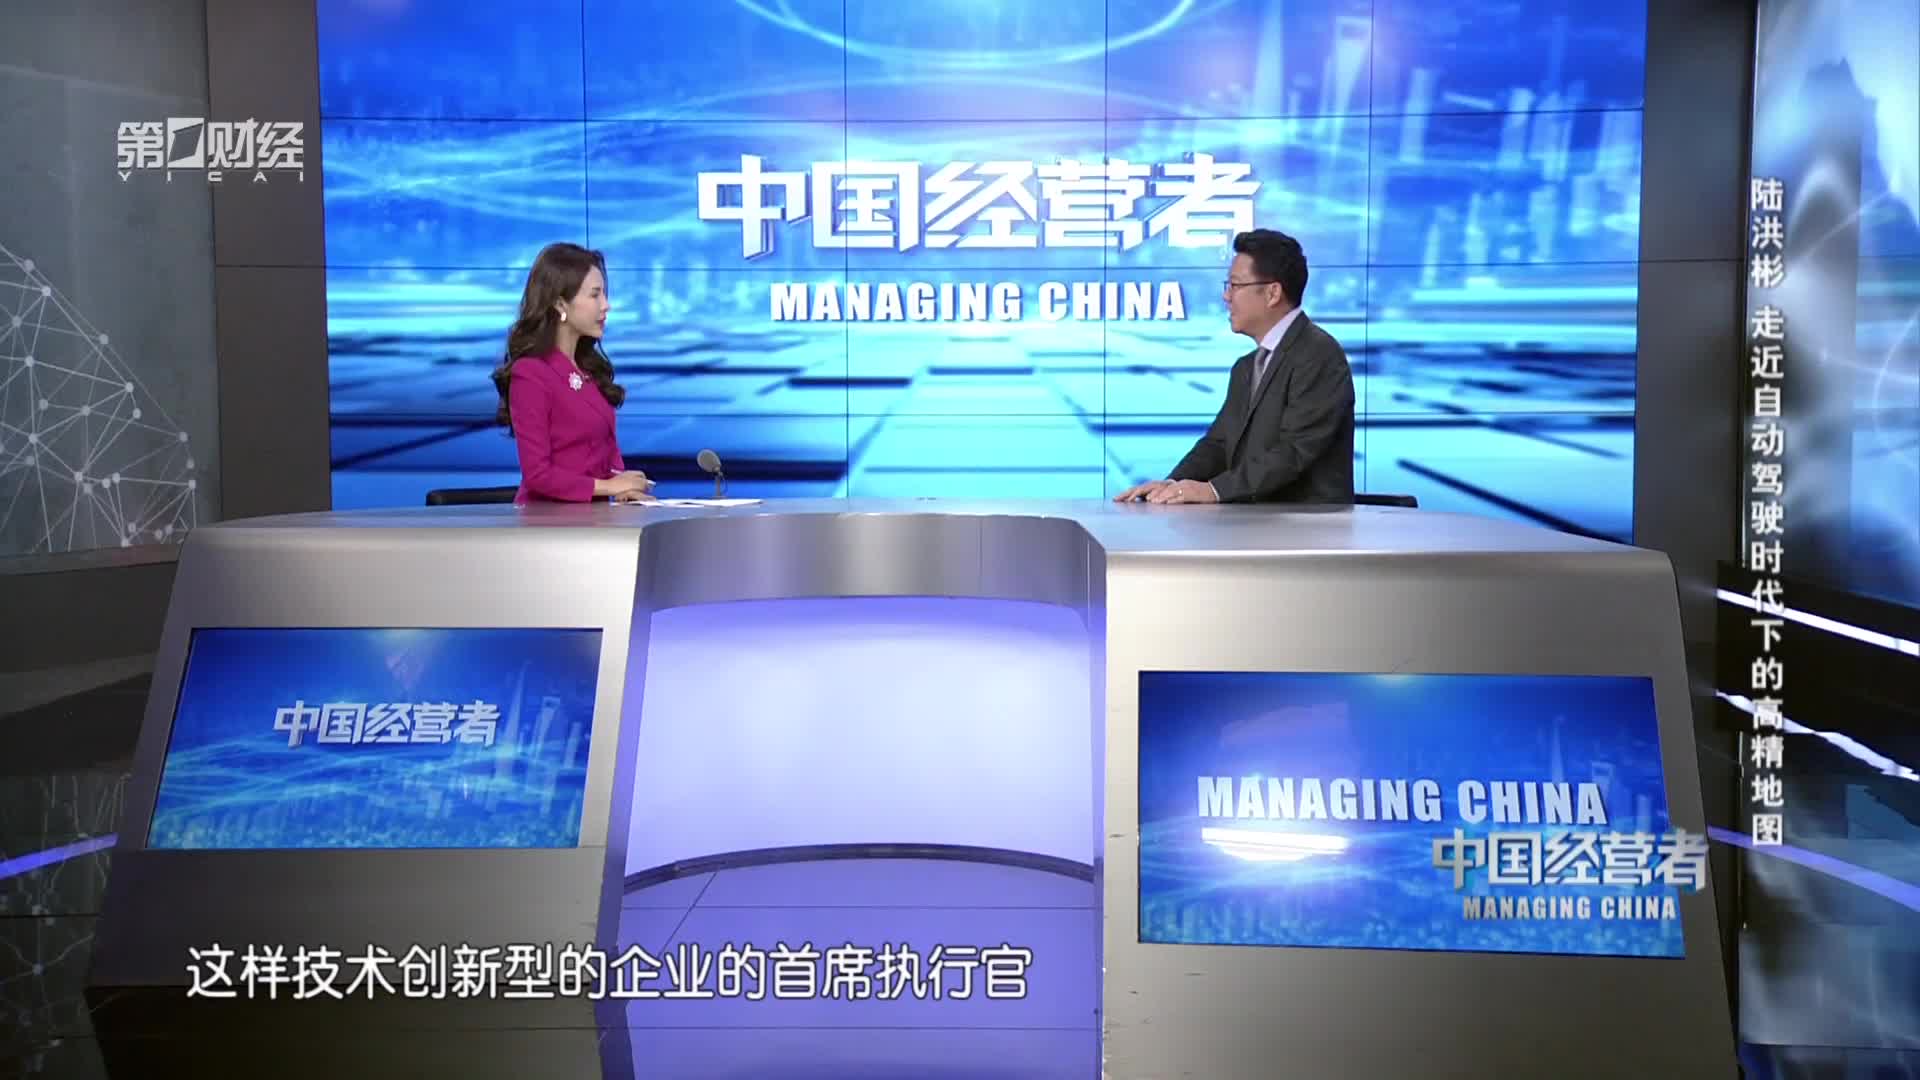 第一财经
YICAI
中国经营者
MANAGING CHINA
陆洪彬 走近自动驾驶时代下的高精地图
中国经营者
MANAGING CHINA
中国经营者
MANAGING CHINA
这样技术创新型的企业的首席执行官